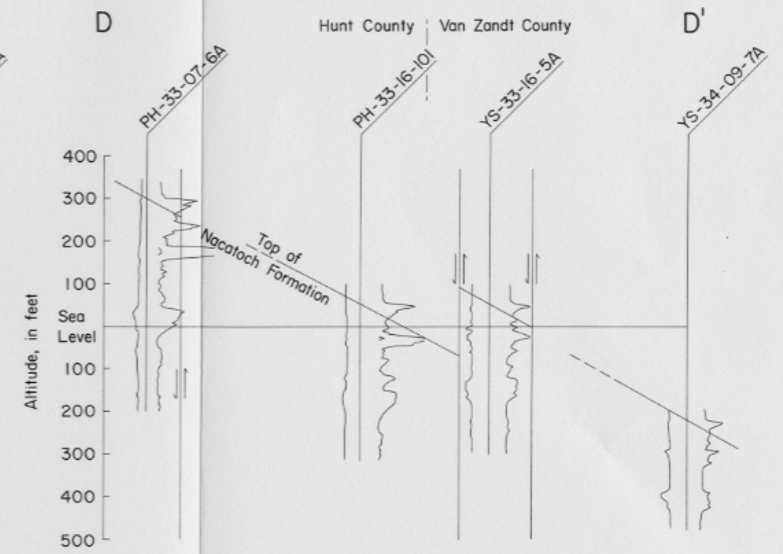 D
Hunt County
Van Zandt County
D'
PH-33-07-6A
PH-33-16-101
YS-33-16-5A
YS-34-09-7A
Altitude, in feet
400
300
200
100
Sea
Level
100
200
300
400
500
Top of
Nacatoch Formation